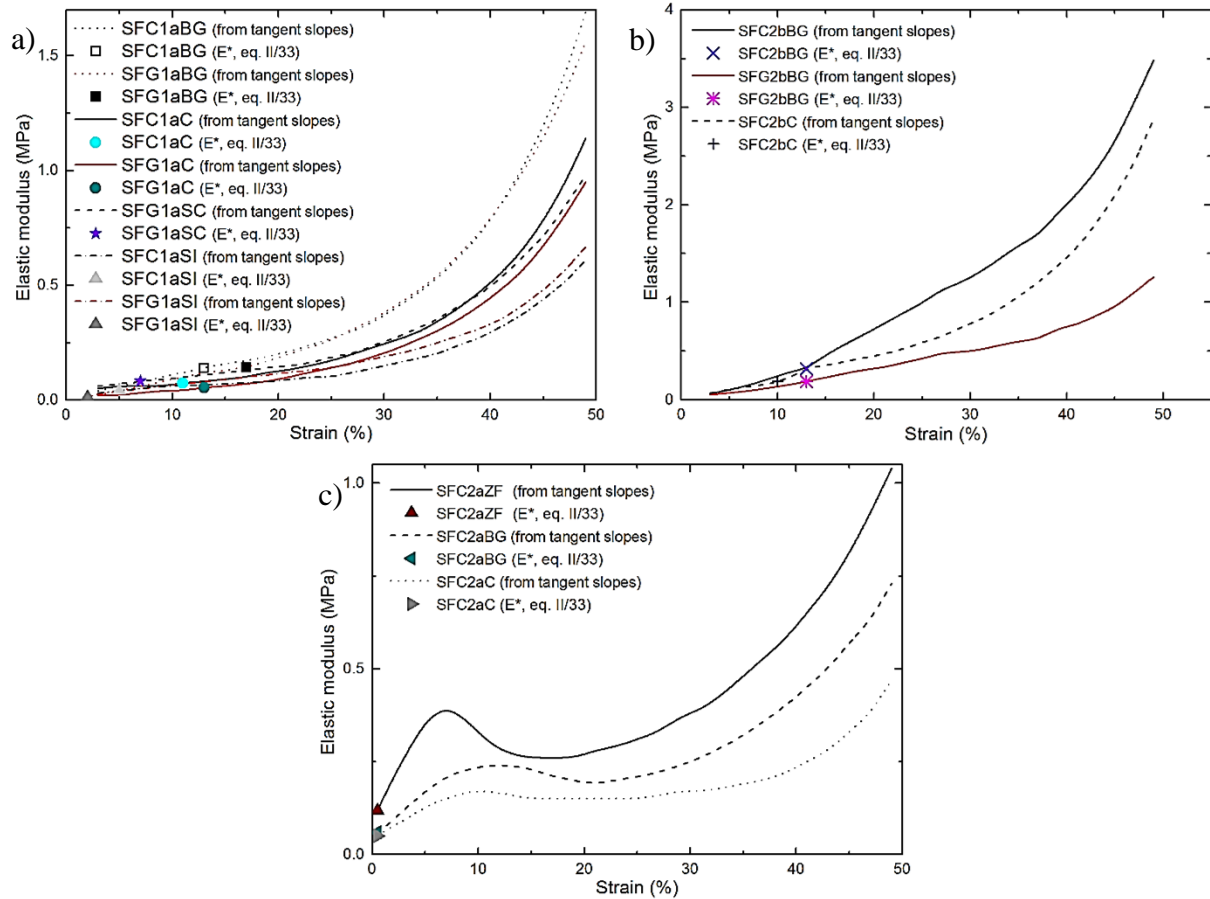 a)
SFC1aBG (from tangent slopes)
SFC1aBG (E*, eq. II/33)
SFG1aBG (from tangent slopes)
SFG1aBG (E*, eq. II/33)
SFC1aC (from tangent slopes)
SFC1aC (E*, eq. II/33)
SFG1aC (from tangent slopes)
SFG1aC (E*, eq. II/33)
SFG1aSC (from tangent slopes)
SFG1aSC (E*, eq. II/33)
SFC1aSI (from tangent slopes)
SFC1aSI (E*, eq. II/33)
SFG1aSI (from tangent slopes)
SFG1aSI (E*, eq. II/33)
Elastic modulus (MPa)
1.5
1.0
0.5
0.0
0 10 20 30 40 50
Strain (%)
b)
SFC2bBG (from tangent slopes)
SFC2bBG (E*, eq. II/33)
SFG2bBG (from tangent slopes)
SFG2bBG (E*, eq. II/33)
SFC2bC (from tangent slopes)
SFC2bC (E*, eq. II/33)
Elastic modulus (MPa)
4
3
2
1
0
0 10 20 30 40 50
Strain (%)
c)
SFC2aZF (from tangent slopes)
SFC2aZF (E*, eq. II/33)
SFC2aBG (from tangent slopes)
SFC2aBG (E*, eq. II/33)
SFC2aC (from tangent slopes)
SFC2aC (E*, eq. II/33)
Elastic modulus (MPa)
1.0
0.5
0.0
0 10 20 30 40 50
Strain (%)